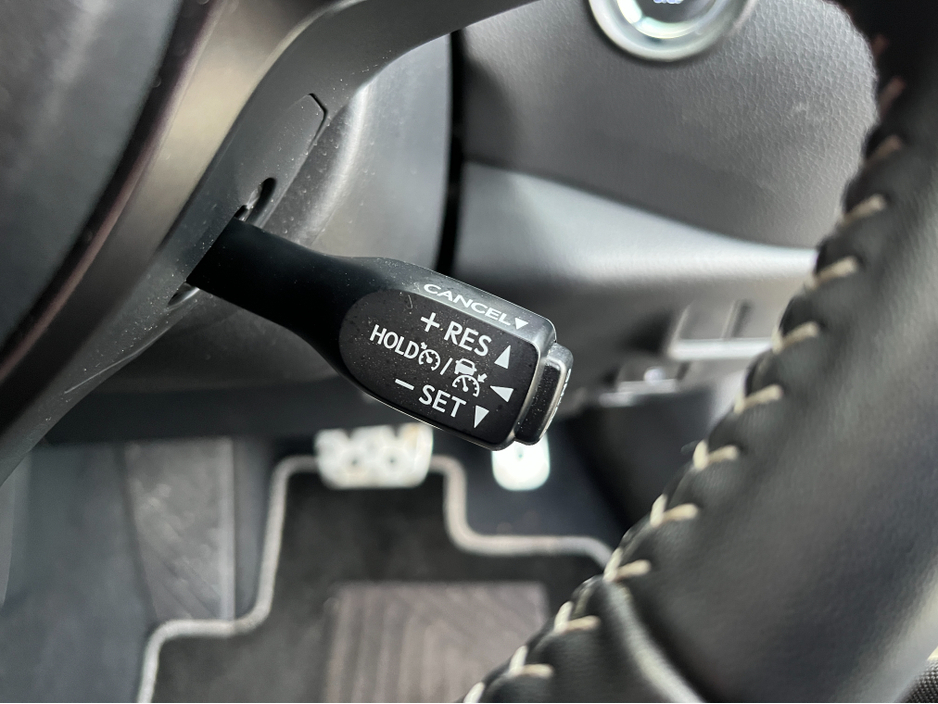 CANCEL▼
+RES▲
HOLD / ◀
−SET▼